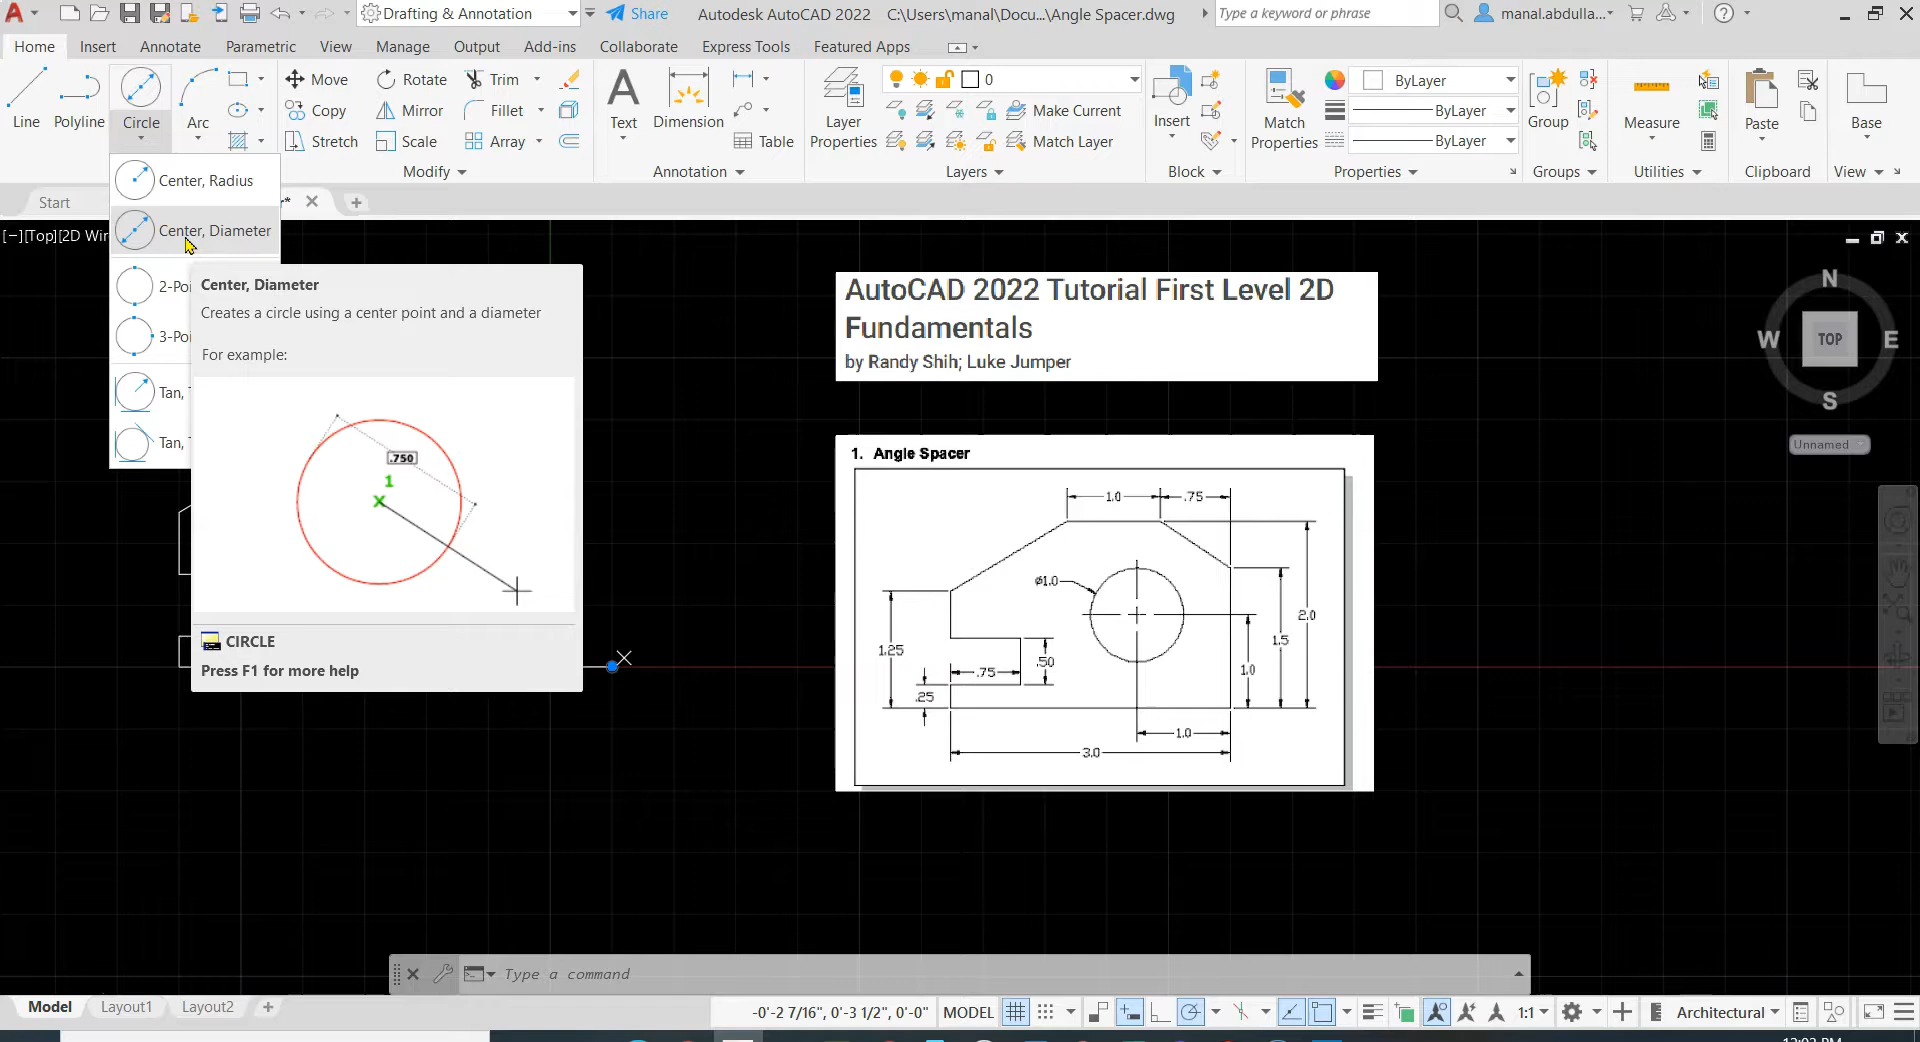 Drafting & Annotation
Share
Autodesk AutoCAD 2022
C:\Users\manal\Docu...\Angle Spacer.dwg
Type a keyword or phrase
manal.abdulla...
Home
Insert
Annotate
Parametric
View
Manage
Output
Add-ins
Collaborate
Express Tools
Featured Apps
Line
Polyline
Circle
Arc
Move
Rotate
Trim
Copy
Mirror
Fillet
Stretch
Scale
Array
Modify
Text
Dimension
Table
Annotation
Layer
Properties
0
Make Current
Match Layer
Layers
Insert
Block
Match
Properties
ByLayer
ByLayer
ByLayer
Properties
Group
Groups
Measure
Utilities
Paste
Clipboard
Base
View
Start
*
[−][Top][2D Wir
Center, Radius
Center, Diameter
2-Poi
3-Poi
Tan,
Tan,
Center, Diameter
Creates a circle using a center point and a diameter
For example:
.750
1
CIRCLE
Press F1 for more help
AutoCAD 2022 Tutorial First Level 2D
Fundamentals
by Randy Shih; Luke Jumper
1. Angle Spacer
1.0
.75
ø1.0
2.0
1.5
1.25
.50
.75
1.0
.25
1.0
3.0
N
W
TOP
E
S
Unnamed
Type a command
Model
Layout1
Layout2
-0'-2 7/16", 0'-3 1/2", 0'-0"
MODEL
1:1
Architectural